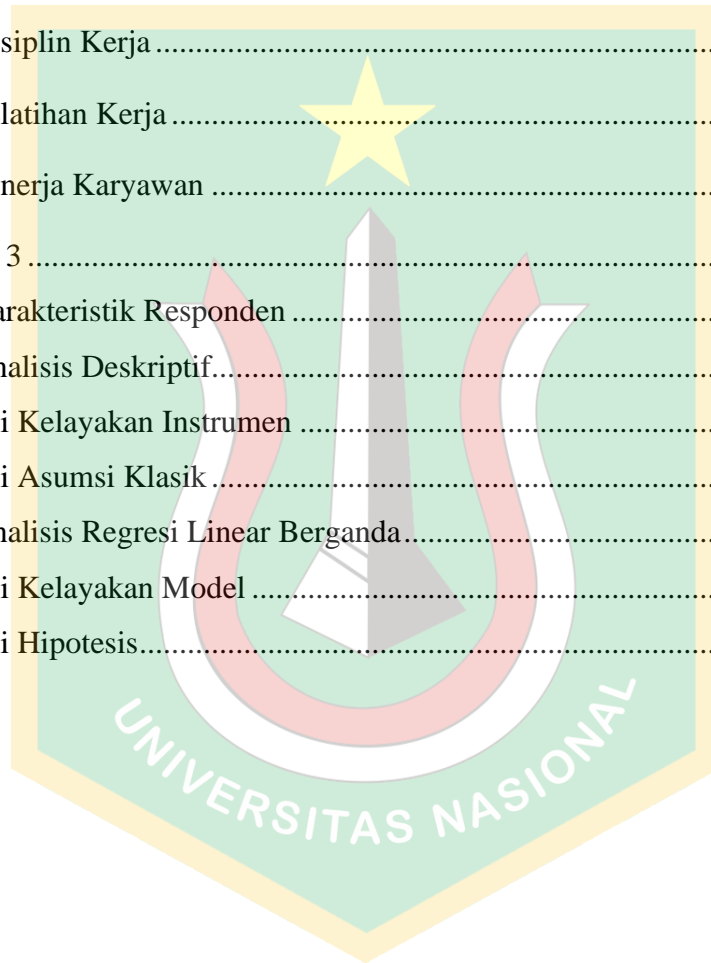 siplin Kerja ..........................................................................
latihan Kerja ........................................................................
nerja Karyawan ...................................................................
3 ..........................................................................................
arakteristik Responden .........................................................
nalisis Deskriptif...................................................................
i Kelayakan Instrumen ........................................................
i Asumsi Klasik ...................................................................
nalisis Regresi Linear Berganda...........................................
i Kelayakan Model ..............................................................
i Hipotesis............................................................................
UNIVERSITAS NASIONAL